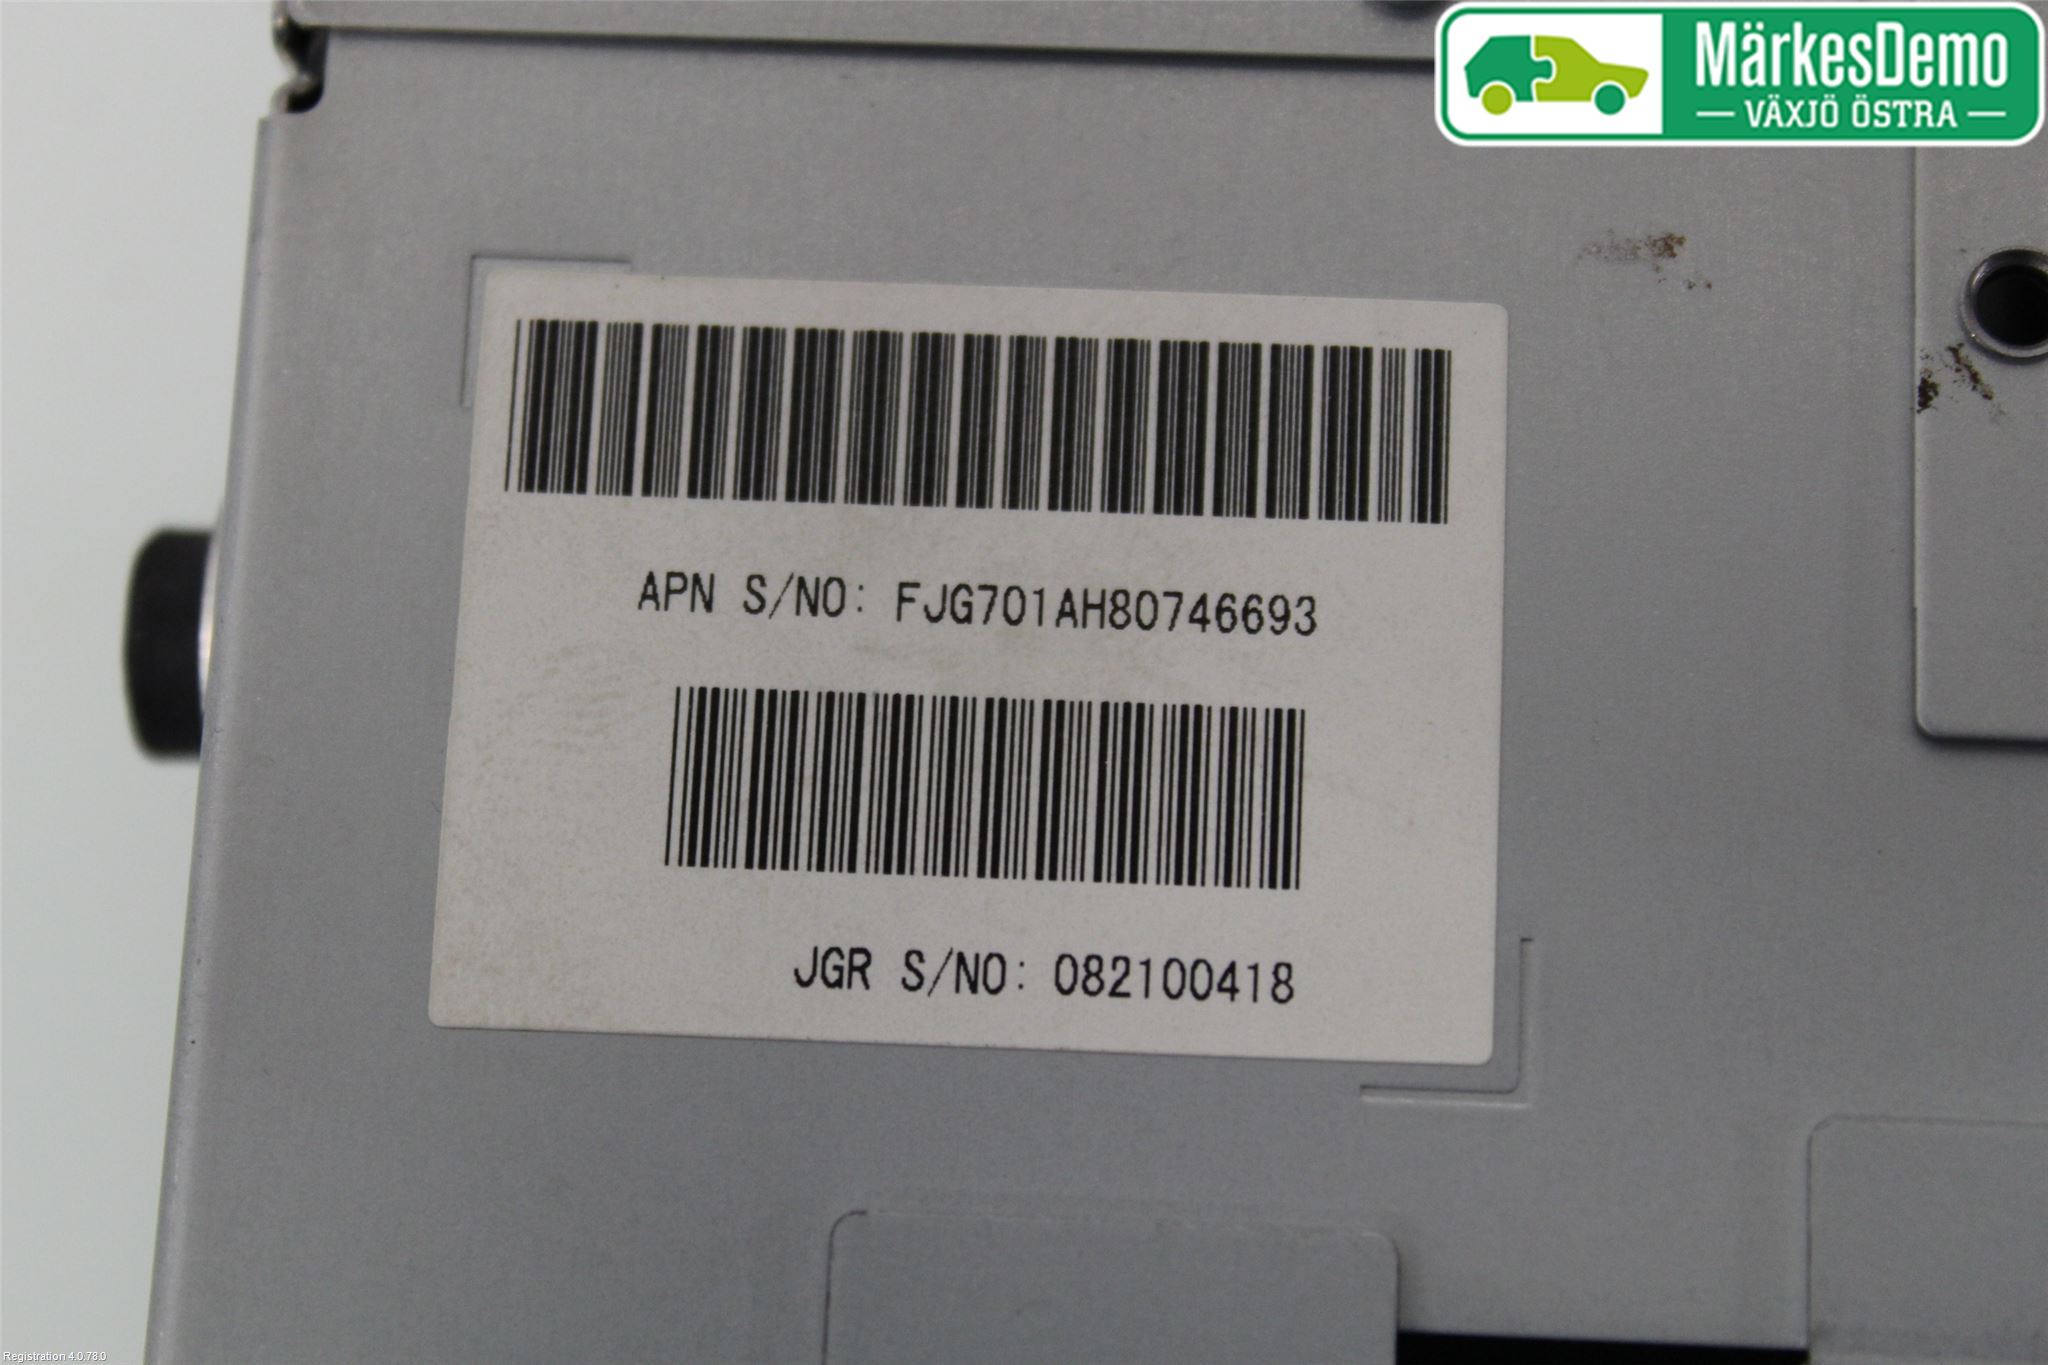 MärkesDemo
VÄXJÖ ÖSTRA
APN S/NO: FJG701AH80746693
JGR S/NO: 082100418
Registration 4.0.78.0